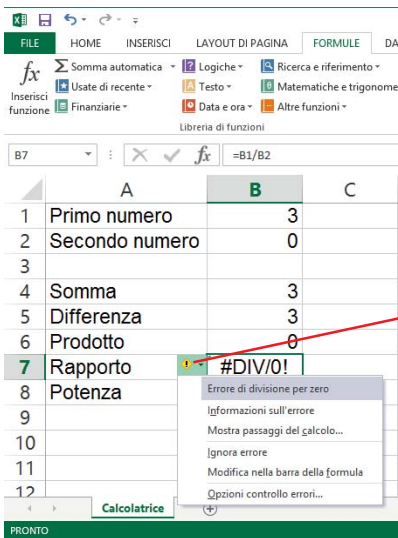 FILE HOME INSERISCI LAYOUT DI PAGINA FORMULE DA
fx Inserisci funzione
Somma automatica Logiche Ricerca e riferimento
Usate di recente Testo Matematiche e trigonome
Finanziarie Data e ora Altre funzioni
Libreria di funzioni
B7 fx =B1/B2
A B C
1 Primo numero 3
2 Secondo numero 0
3
4 Somma 3
5 Differenza 3
6 Prodotto 0
7 Rapporto #DIV/0!
8 Potenza
Errore di divisione per zero
9
Informazioni sull'errore
Mostra passaggi del calcolo...
10
Ignora errore
11
Modifica nella barra della formula
12
Opzioni controllo errori...
Calcolatrice
PRONTO